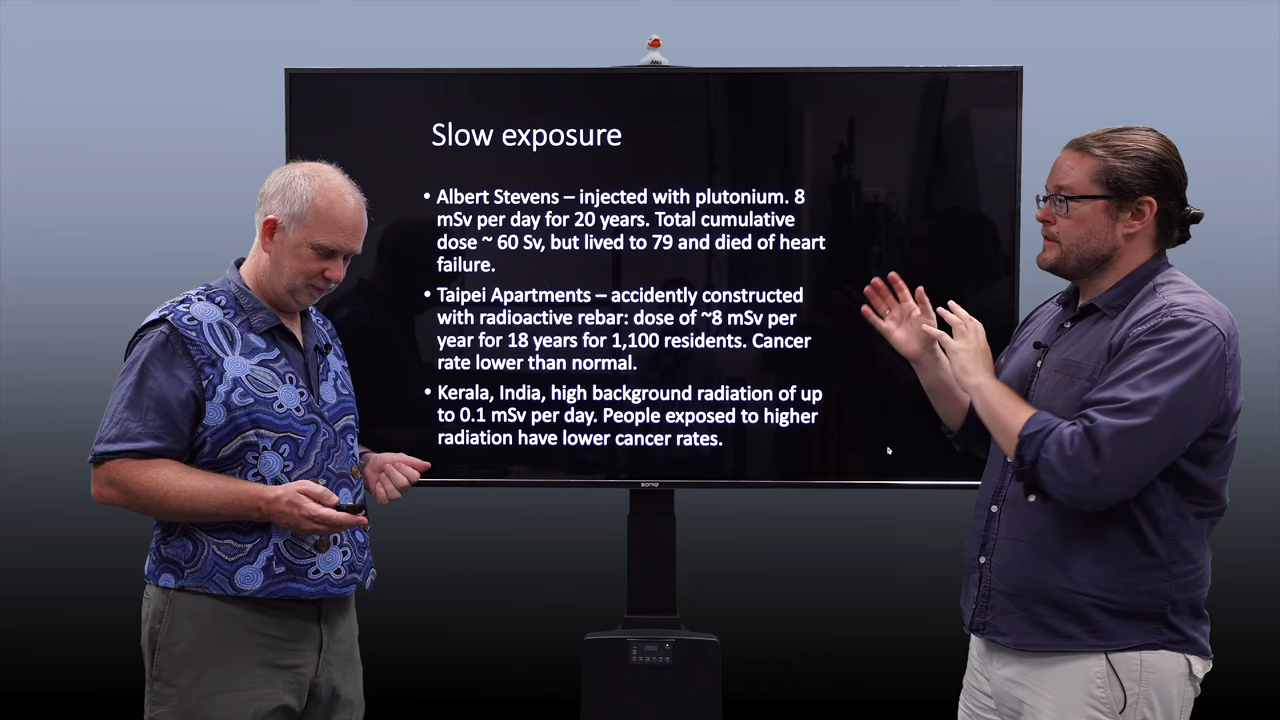 ANU
Slow exposure
• Albert Stevens – injected with plutonium. 8
mSv per day for 20 years. Total cumulative
dose ~ 60 Sv, but lived to 79 and died of heart
failure.
• Taipei Apartments – accidently constructed
with radioactive rebar: dose of ~8 mSv per
year for 18 years for 1,100 residents. Cancer
rate lower than normal.
• Kerala, India, high background radiation of up
to 0.1 mSv per day. People exposed to higher
radiation have lower cancer rates.
SONIQ